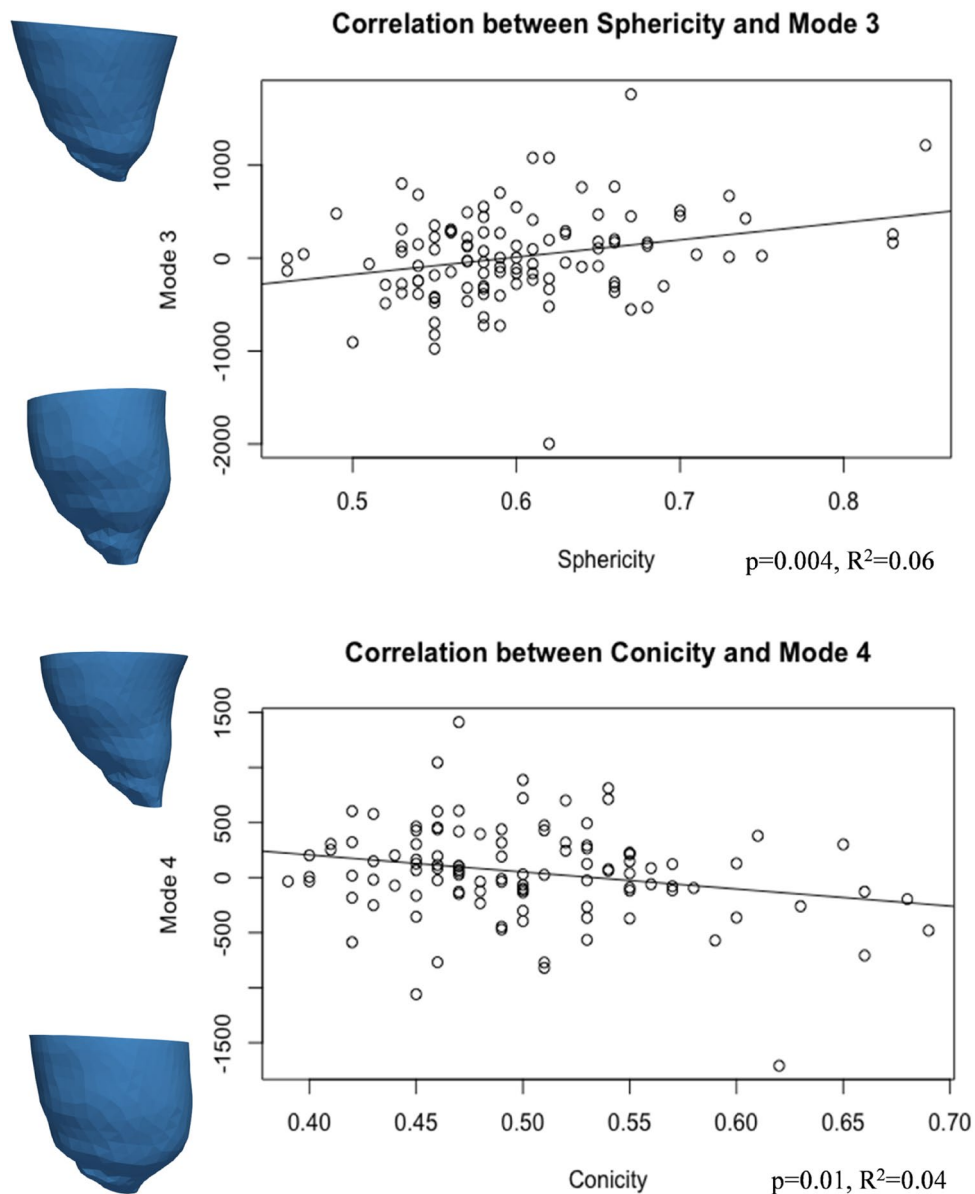 Correlation between Sphericity and Mode 3
Mode 3
1000
0
-1000
-2000
0.5 0.6 0.7 0.8
Sphericity
p=0.004, R²=0.06
Correlation between Conicity and Mode 4
Mode 4
1500
500
0
-500
-1500
0.40 0.45 0.50 0.55 0.60 0.65 0.70
Conicity
p=0.01, R²=0.04